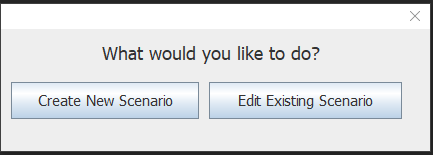 What would you like to do?
Create New Scenario
Edit Existing Scenario